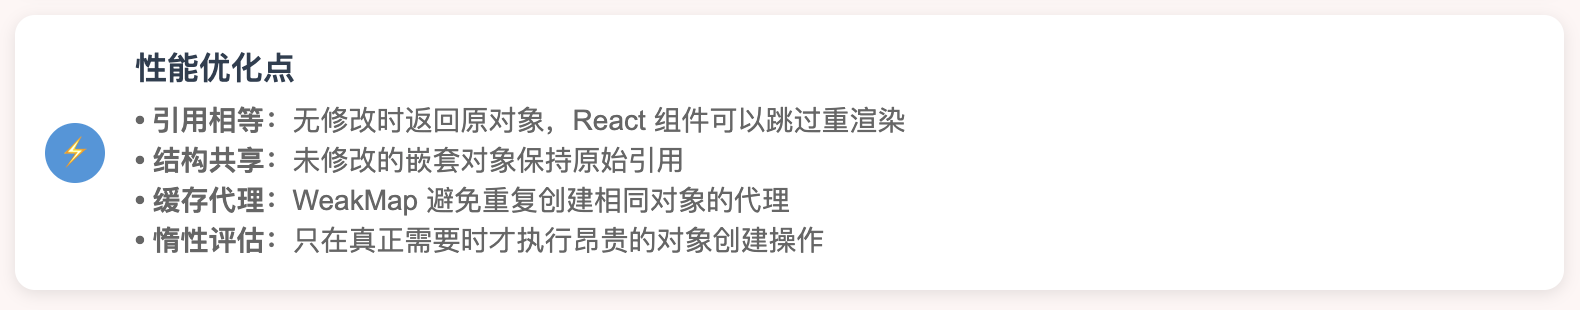 性能优化点
• 引用相等：无修改时返回原对象，React 组件可以跳过重渲染
• 结构共享：未修改的嵌套对象保持原始引用
• 缓存代理：WeakMap 避免重复创建相同对象的代理
• 惰性评估：只在真正需要时才执行昂贵的对象创建操作